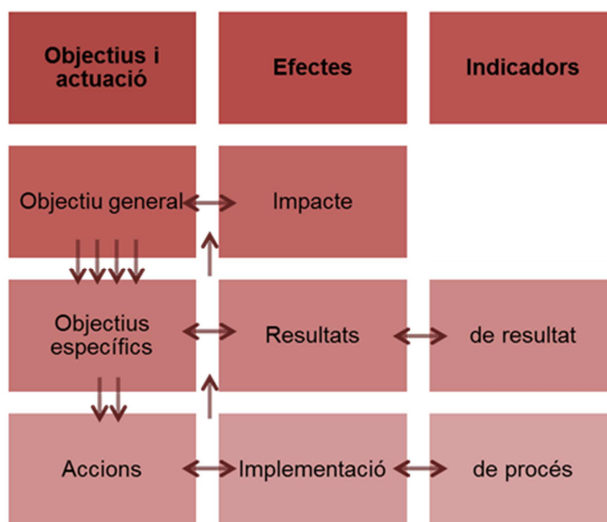 Objectius i
actuació
Efectes
Indicadors
Objectiu general
Impacte
Objectius
específics
Resultats
de resultat
Accions
Implementació
de procés